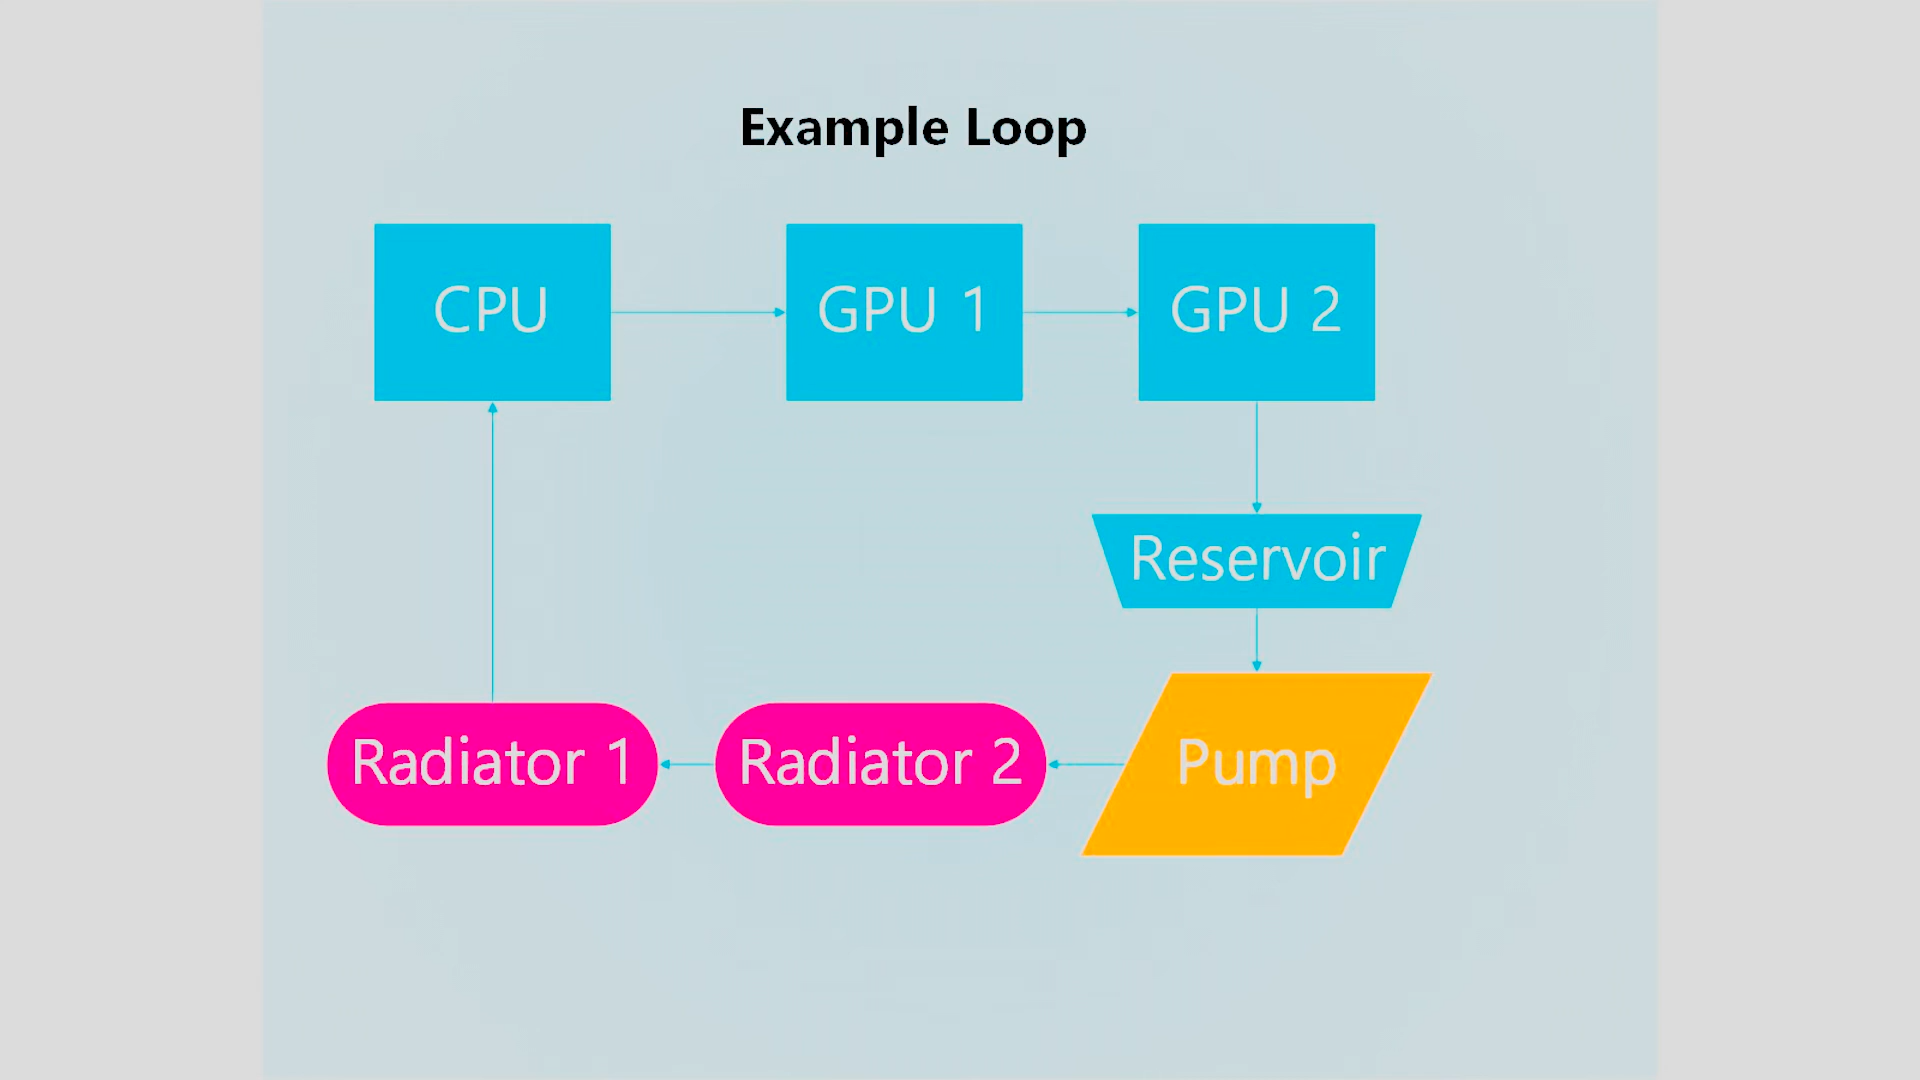 Example Loop
CPU
GPU 1
GPU 2
Reservoir
Radiator 1
Radiator 2
Pump